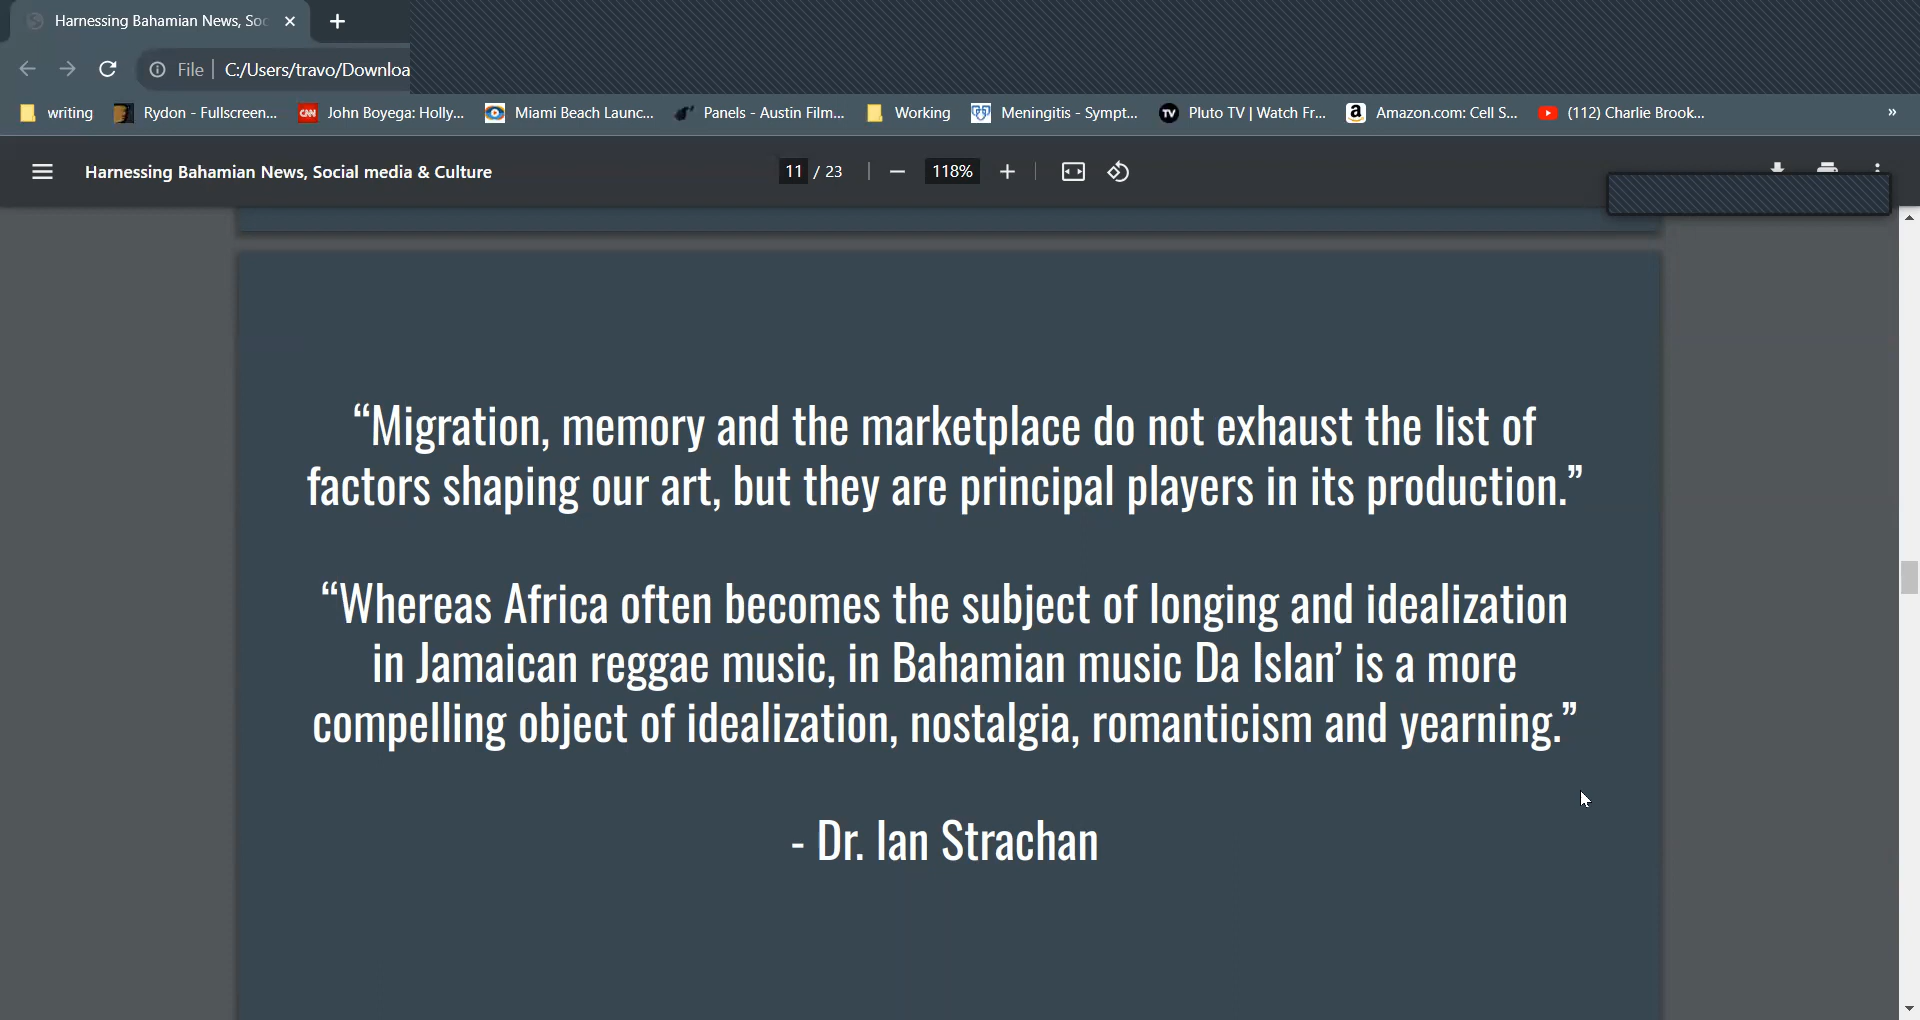 Harnessing Bahamian News, Soc
File
C:/Users/travo/Downloa
writing
Rydon - Fullscreen...
CNN
John Boyega: Holly...
Miami Beach Launc...
Panels - Austin Film...
Working
Meningitis - Sympt...
TV
Pluto TV | Watch Fr...
a
Amazon.com: Cell S...
(112) Charlie Brook...
»
Harnessing Bahamian News, Social media & Culture
11 / 23
118%
“Migration, memory and the marketplace do not exhaust the list of
factors shaping our art, but they are principal players in its production.”
“Whereas Africa often becomes the subject of longing and idealization
in Jamaican reggae music, in Bahamian music Da Islan’ is a more
compelling object of idealization, nostalgia, romanticism and yearning.”
- Dr. Ian Strachan